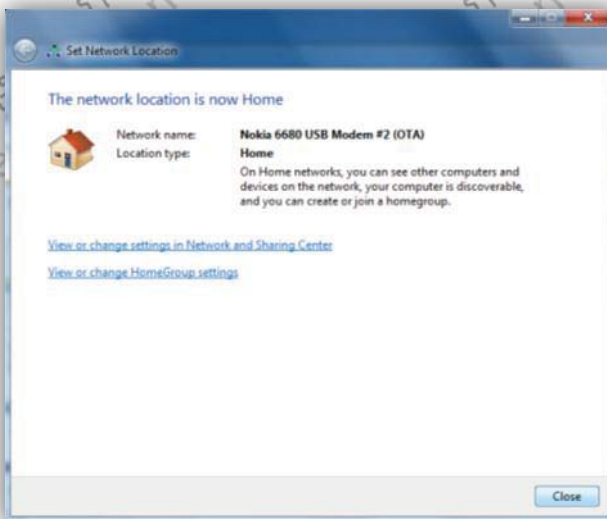 Set Network Location
The network location is now Home
Network name: Nokia 6680 USB Modem #2 (OTA)
Location type: Home
On Home networks, you can see other computers and
devices on the network, your computer is discoverable,
and you can create or join a homegroup.
View or change settings in Network and Sharing Center
View or change HomeGroup settings
Close